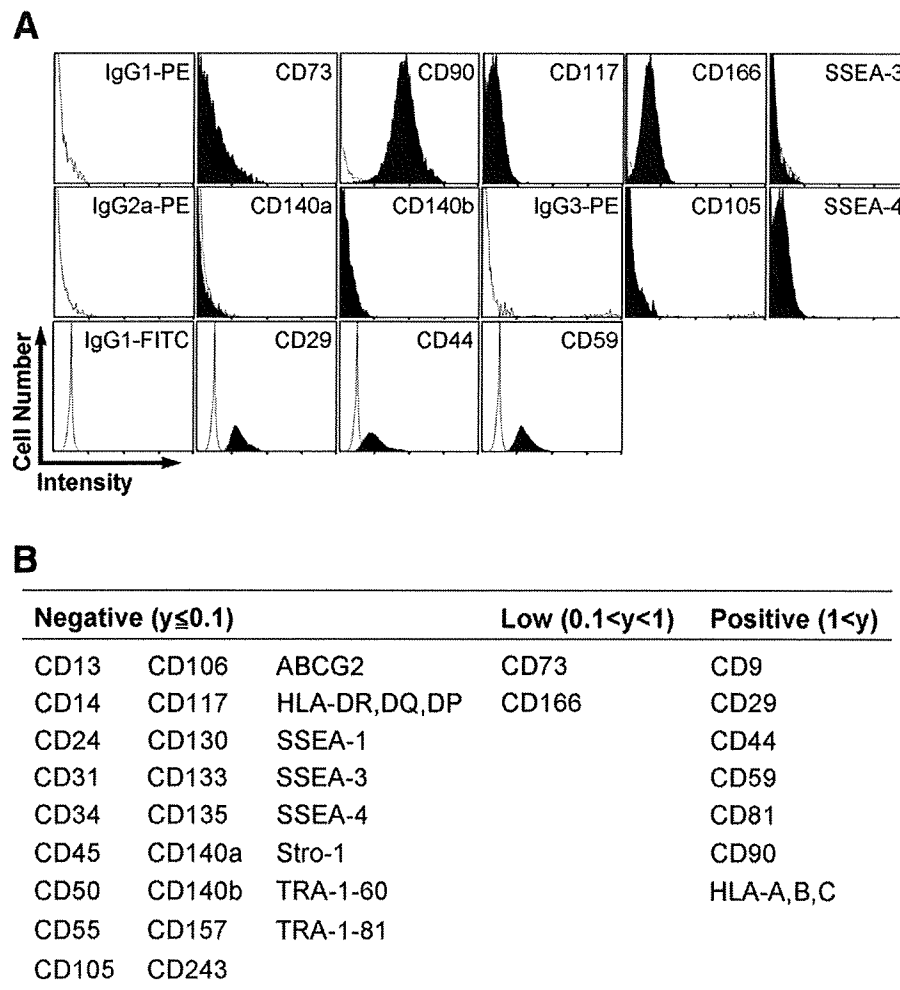 A
IgG1-PE CD73 CD90 CD117 CD166 SSEA-3
IgG2a-PE CD140a CD140b IgG3-PE CD105 SSEA-4
IgG1-FITC CD29 CD44 CD59
Cell Number
Intensity
B
Negative (y≦0.1) Low (0.1<y<1) Positive (1<y)
CD13 CD106 ABCG2 CD73 CD9
CD14 CD117 HLA-DR,DQ,DP CD166 CD29
CD24 CD130 SSEA-1 CD44
CD31 CD133 SSEA-3 CD59
CD34 CD135 SSEA-4 CD81
CD45 CD140a Stro-1 CD90
CD50 CD140b TRA-1-60 HLA-A,B,C
CD55 CD157 TRA-1-81
CD105 CD243